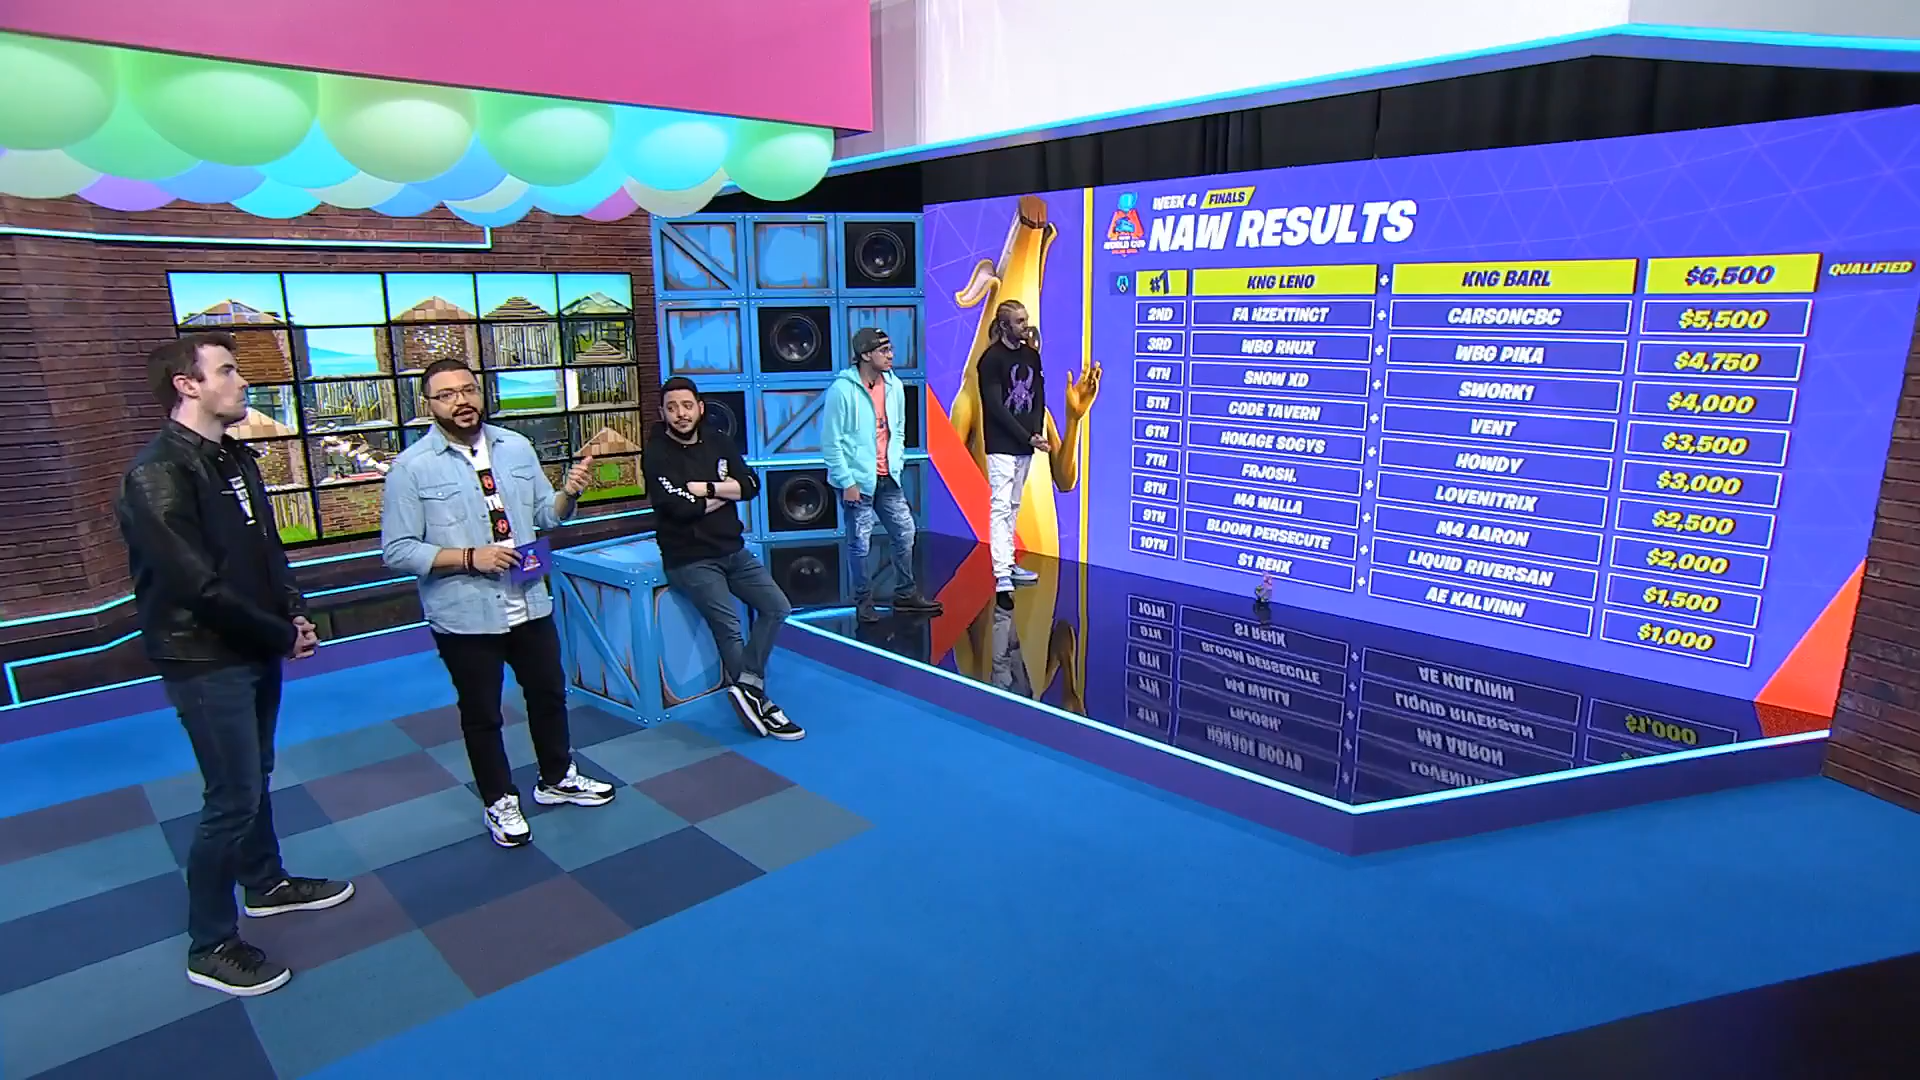 WEEK 4 FINALS
NAW RESULTS
WORLD CUP
#1 KNG LENO + KNG BARL $6,500 QUALIFIED
2ND FA HZEXTINCT + CARSONCBC $5,500
3RD WBG RHUX + WBG PIKA $4,750
4TH SNOW XD + SWORK1 $4,000
5TH CODE TAVERN + VENT $3,500
6TH HOKAGE SOGYS + HOWDY $3,000
7TH FRJOSH. + LOVENITRIX $2,500
8TH M4 WALLA + M4 AARON $2,000
9TH BLOOM PERSECUTE + LIQUID RIVERSAN $1,500
10TH S1 REHX + AE KALVINN $1,000